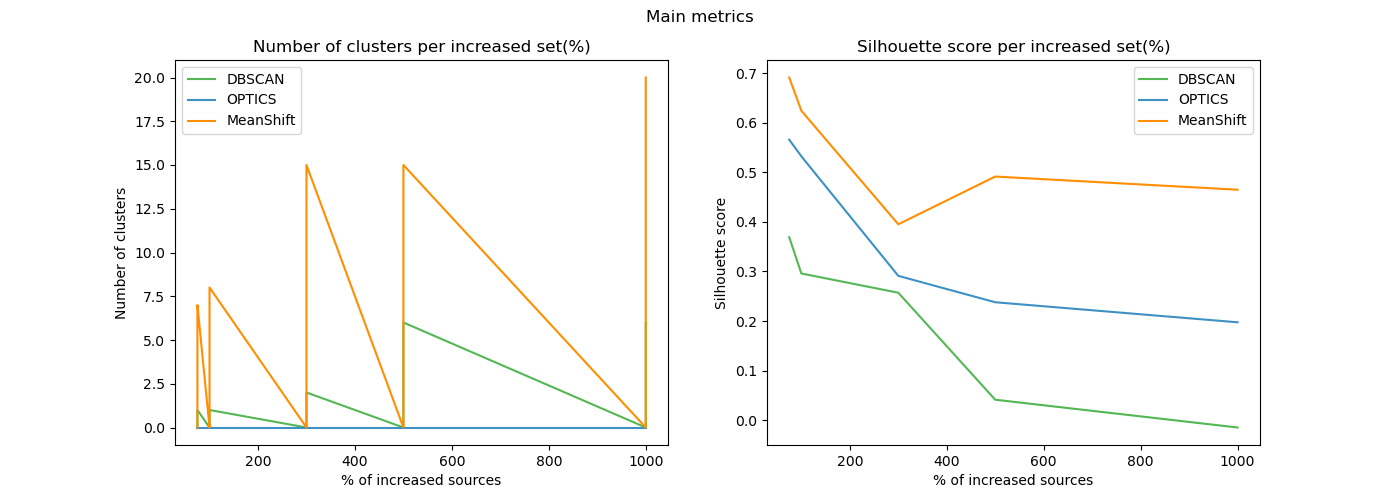 Main metrics
Number of clusters per increased set(%)
DBSCAN
OPTICS
MeanShift
20.0
17.5
15.0
12.5
10.0
7.5
5.0
2.5
0.0
Number of clusters
200
400
600
800
1000
% of increased sources
Silhouette score per increased set(%)
DBSCAN
OPTICS
MeanShift
0.7
0.6
0.5
0.4
0.3
0.2
0.1
0.0
Silhouette score
200
400
600
800
1000
% of increased sources